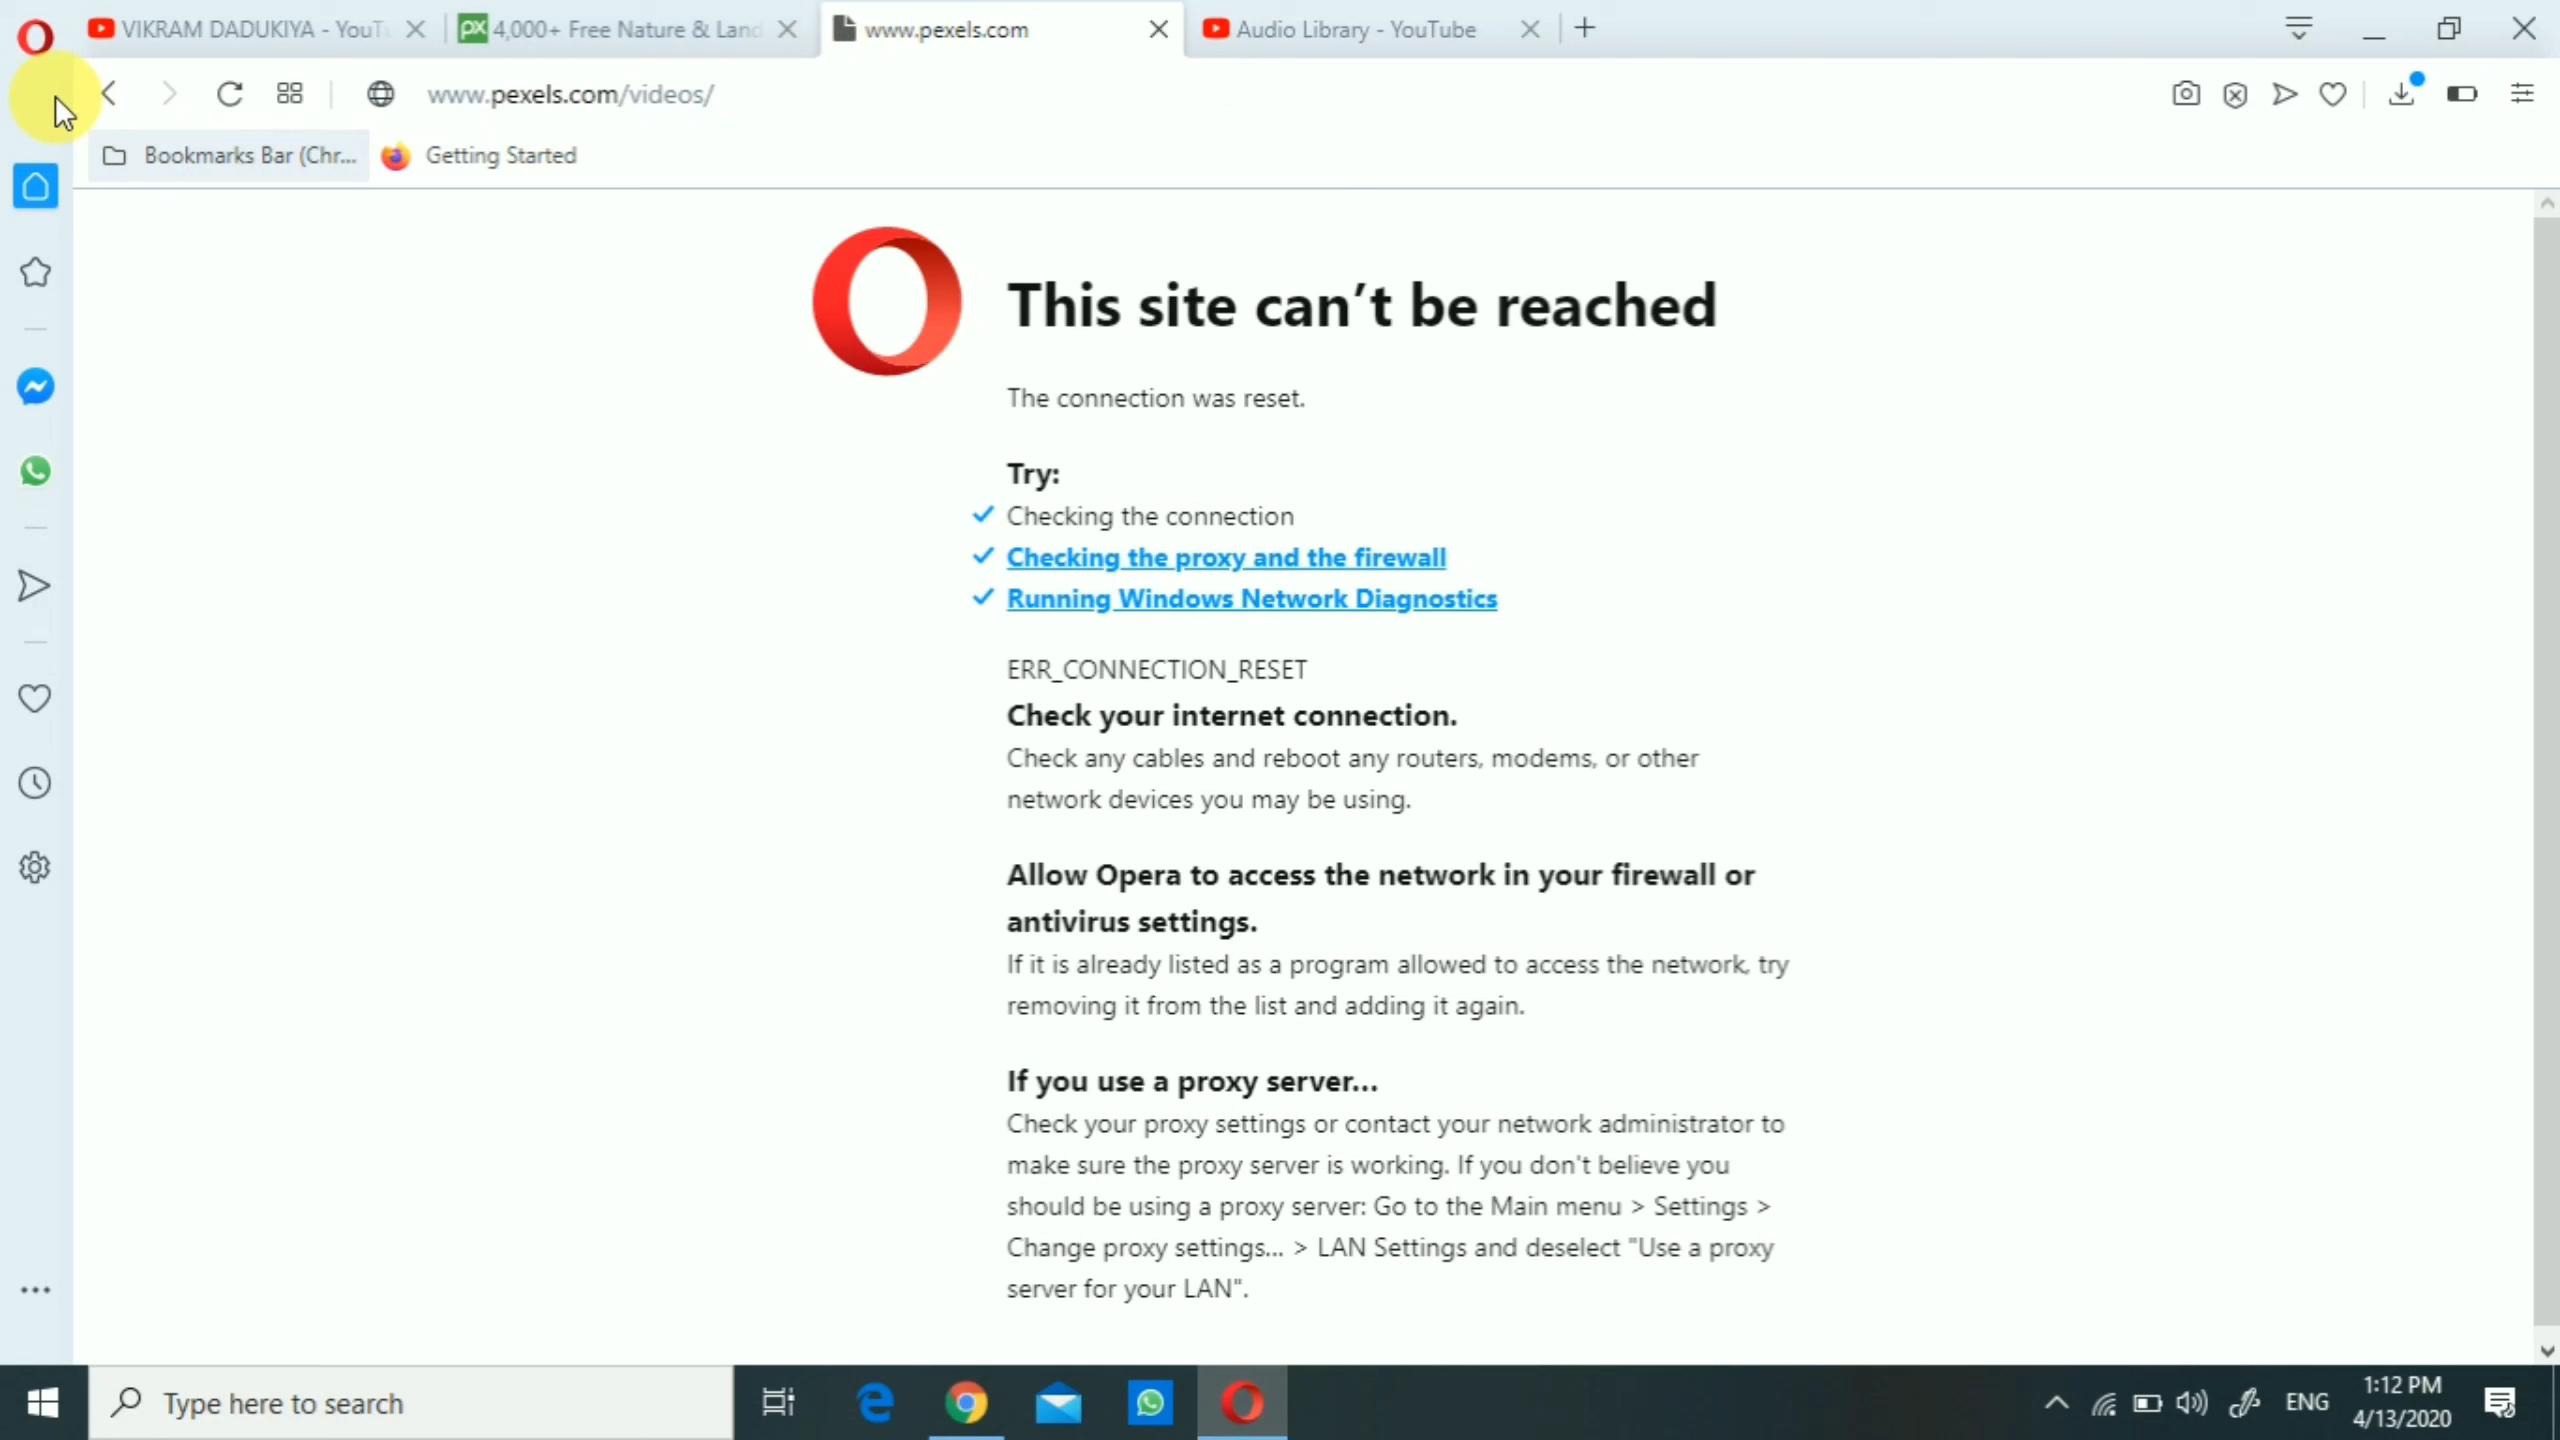 VIKRAM DADUKIYA - YouTu
4,000+ Free Nature & Land
www.pexels.com
Audio Library - YouTube
www.pexels.com/videos/
Bookmarks Bar (Chr...
Getting Started
This site can't be reached
The connection was reset.
Try:
Checking the connection
Checking the proxy and the firewall
Running Windows Network Diagnostics
ERR_CONNECTION_RESET
Check your internet connection.
Check any cables and reboot any routers, modems, or other
network devices you may be using.
Allow Opera to access the network in your firewall or
antivirus settings.
If it is already listed as a program allowed to access the network, try
removing it from the list and adding it again.
If you use a proxy server...
Check your proxy settings or contact your network administrator to
make sure the proxy server is working. If you don't believe you
should be using a proxy server: Go to the Main menu > Settings >
Change proxy settings... > LAN Settings and deselect "Use a proxy
server for your LAN".
Type here to search
ENG
1:12 PM
4/13/2020